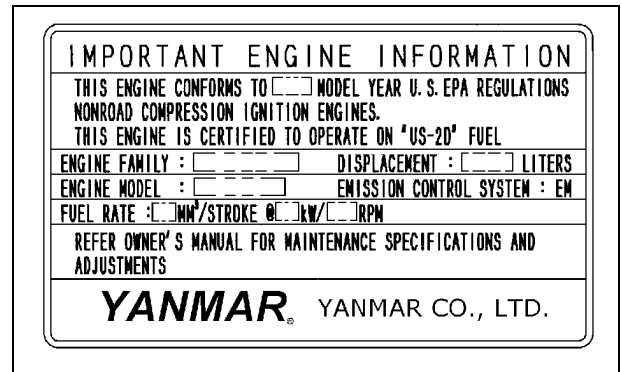 IMPORTANT ENGINE INFORMATION
THIS ENGINE CONFORMS TO [ ] MODEL YEAR U.S. EPA REGULATIONS
NONROAD COMPRESSION IGNITION ENGINES.
THIS ENGINE IS CERTIFIED TO OPERATE ON "US-2D" FUEL
ENGINE FAMILY : [ ] DISPLACEMENT : [ ] LITERS
ENGINE MODEL : [ ] EMISSION CONTROL SYSTEM : EM
FUEL RATE :[ ]MM³/STROKE @[ ]kW/[ ]RPM
REFER OWNER'S MANUAL FOR MAINTENANCE SPECIFICATIONS AND
ADJUSTMENTS
YANMAR® YANMAR CO., LTD.